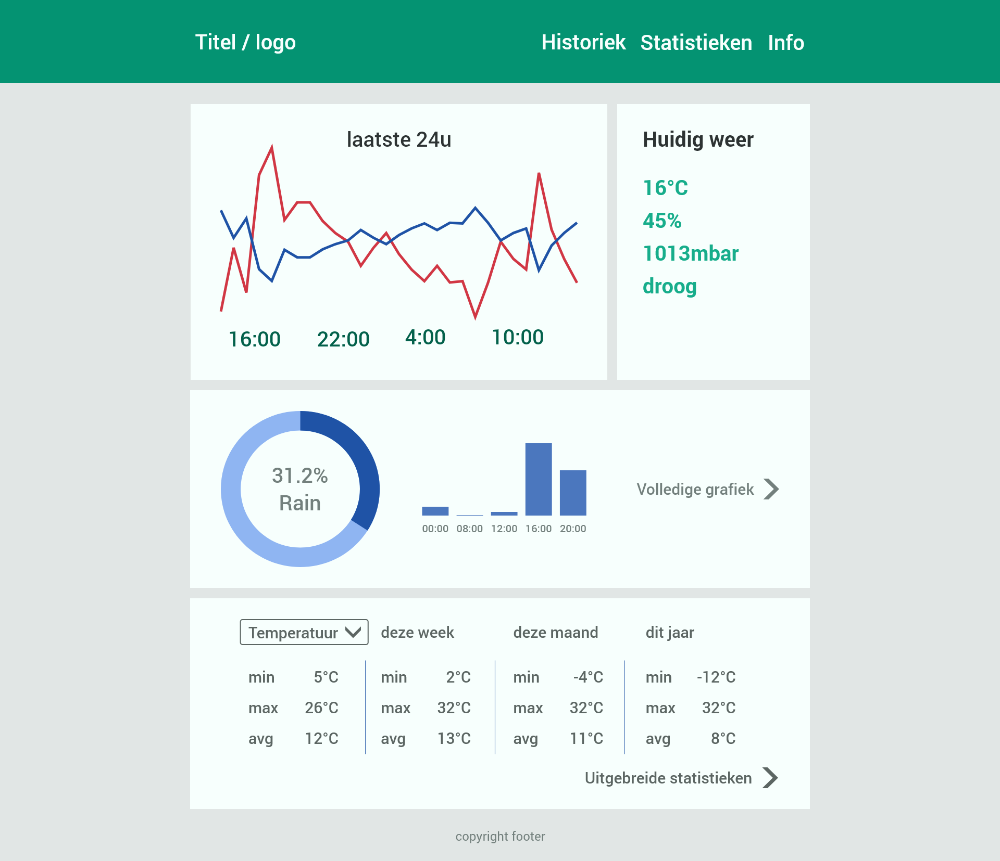 Titel / logo
Historiek Statistieken Info
laatste 24u
16:00 22:00 4:00 10:00
Huidig weer
16°C
45%
1013mbar
droog
31.2%
Rain
00:00 08:00 12:00 16:00 20:00
Volledige grafiek
Temperatuur deze week deze maand dit jaar
min 5°C min 2°C min -4°C min -12°C
max 26°C max 32°C max 32°C max 32°C
avg 12°C avg 13°C avg 11°C avg 8°C
Uitgebreide statistieken
copyright footer